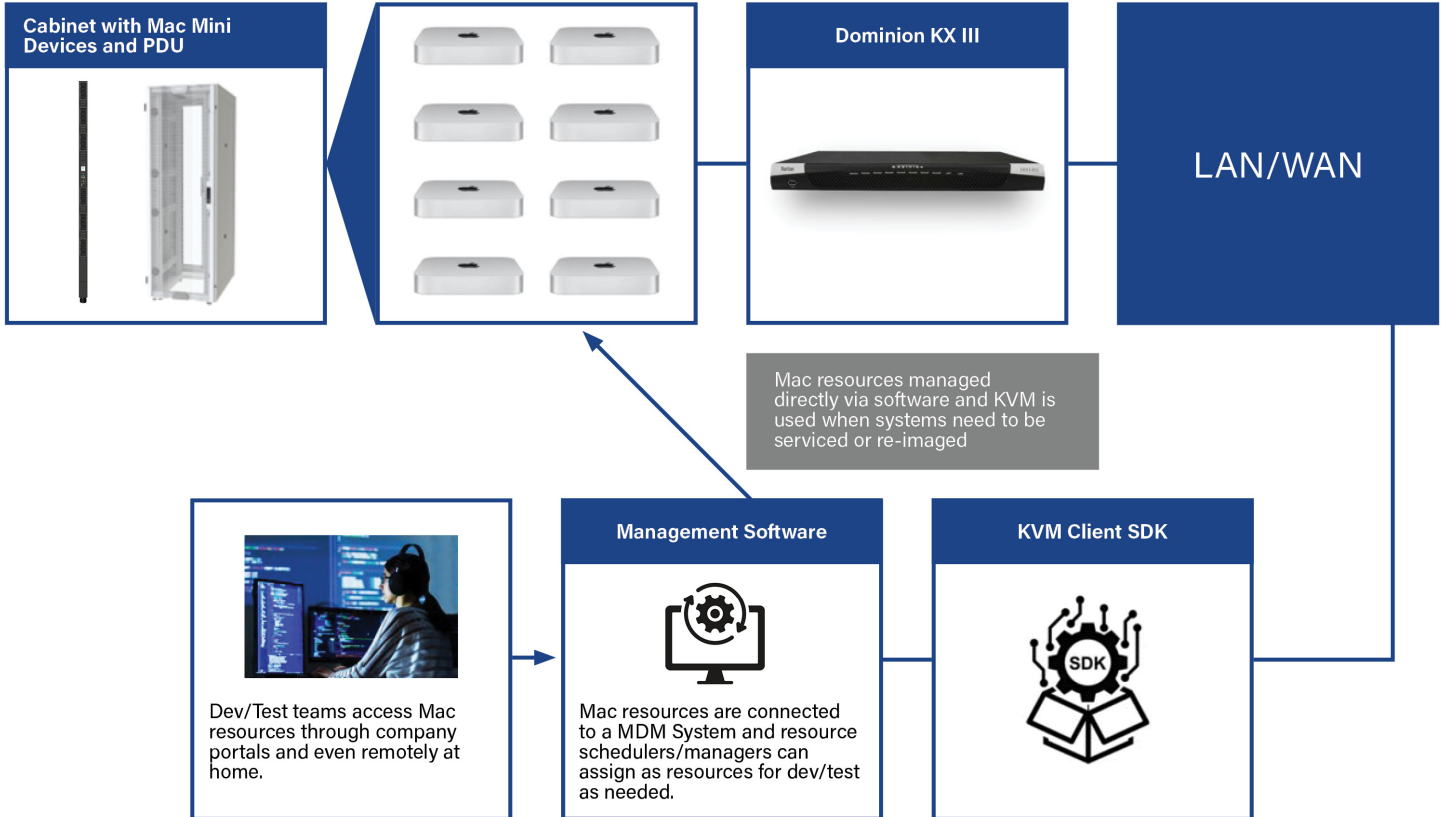 Cabinet with Mac Mini
Devices and PDU
Dominion KX III
LAN/WAN
Mac resources managed
directly via software and KVM is
used when systems need to be
serviced or re-imaged
Dev/Test teams access Mac
resources through company
portals and even remotely at
home.
Management Software
Mac resources are connected
to a MDM System and resource
schedulers/managers can
assign as resources for dev/test
as needed.
KVM Client SDK
SDK